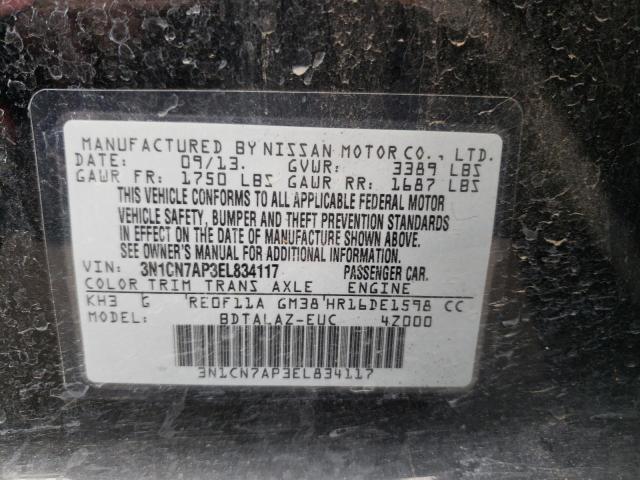 MANUFACTURED BY NISSAN MOTOR CO., LTD.
DATE: 09/13. GVWR: 3389 LBS
GAWR FR: 1750 LBS GAWR RR: 1687 LBS
THIS VEHICLE CONFORMS TO ALL APPLICABLE FEDERAL MOTOR
VEHICLE SAFETY, BUMPER AND THEFT PREVENTION STANDARDS
IN EFFECT ON THE DATE OF MANUFACTURE SHOWN ABOVE.
SEE OWNER'S MANUAL FOR ADDITIONAL INFORMATION.
VIN: 3N1CN7AP3EL834117 PASSENGER CAR.
COLOR TRIM TRANS AXLE ENGINE
KH3 G RE0F11A GM38 HR16DE1598 CC
MODEL: BDTALAZ-EUC 4Z000
3N1CN7AP3EL834117